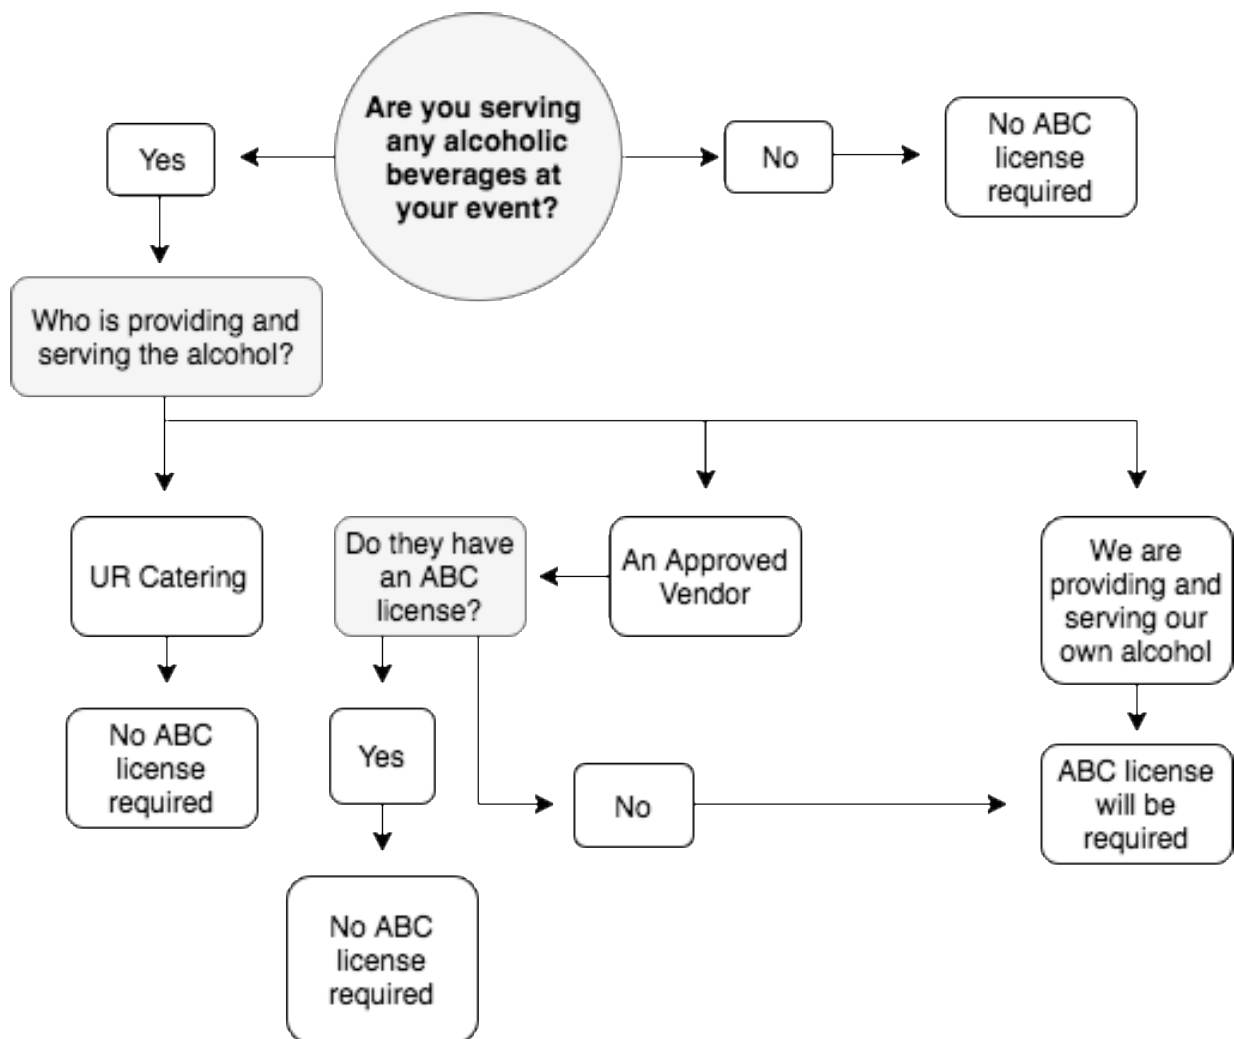 Are you serving
any alcoholic
beverages at
your event?
Yes
No
No ABC
license
required
Who is providing and
serving the alcohol?
UR Catering
Do they have
an ABC
license?
An Approved
Vendor
We are
providing and
serving our
own alcohol
No ABC
license
required
Yes
No
ABC license
will be
required
No ABC
license
required